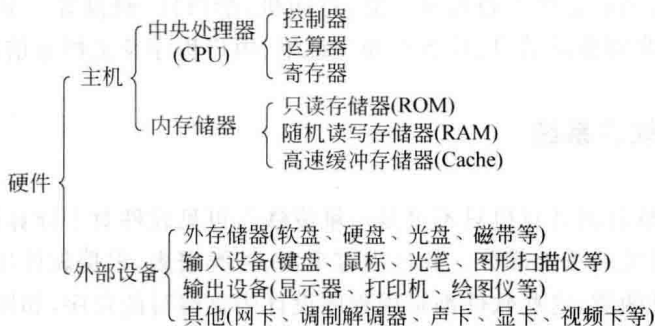 控制器
中央处理器
运算器
(CPU)
主机
寄存器
只读存储器(ROM)
内存储器
随机读写存储器(RAM)
高速缓冲存储器(Cache)
硬件
外存储器(软盘、硬盘、光盘、磁带等)
输入设备(键盘、鼠标、光笔、图形扫描仪等)
外部设备
输出设备(显示器、打印机、绘图仪等)
其他(网卡、调制解调器、声卡、显卡、视频卡等)